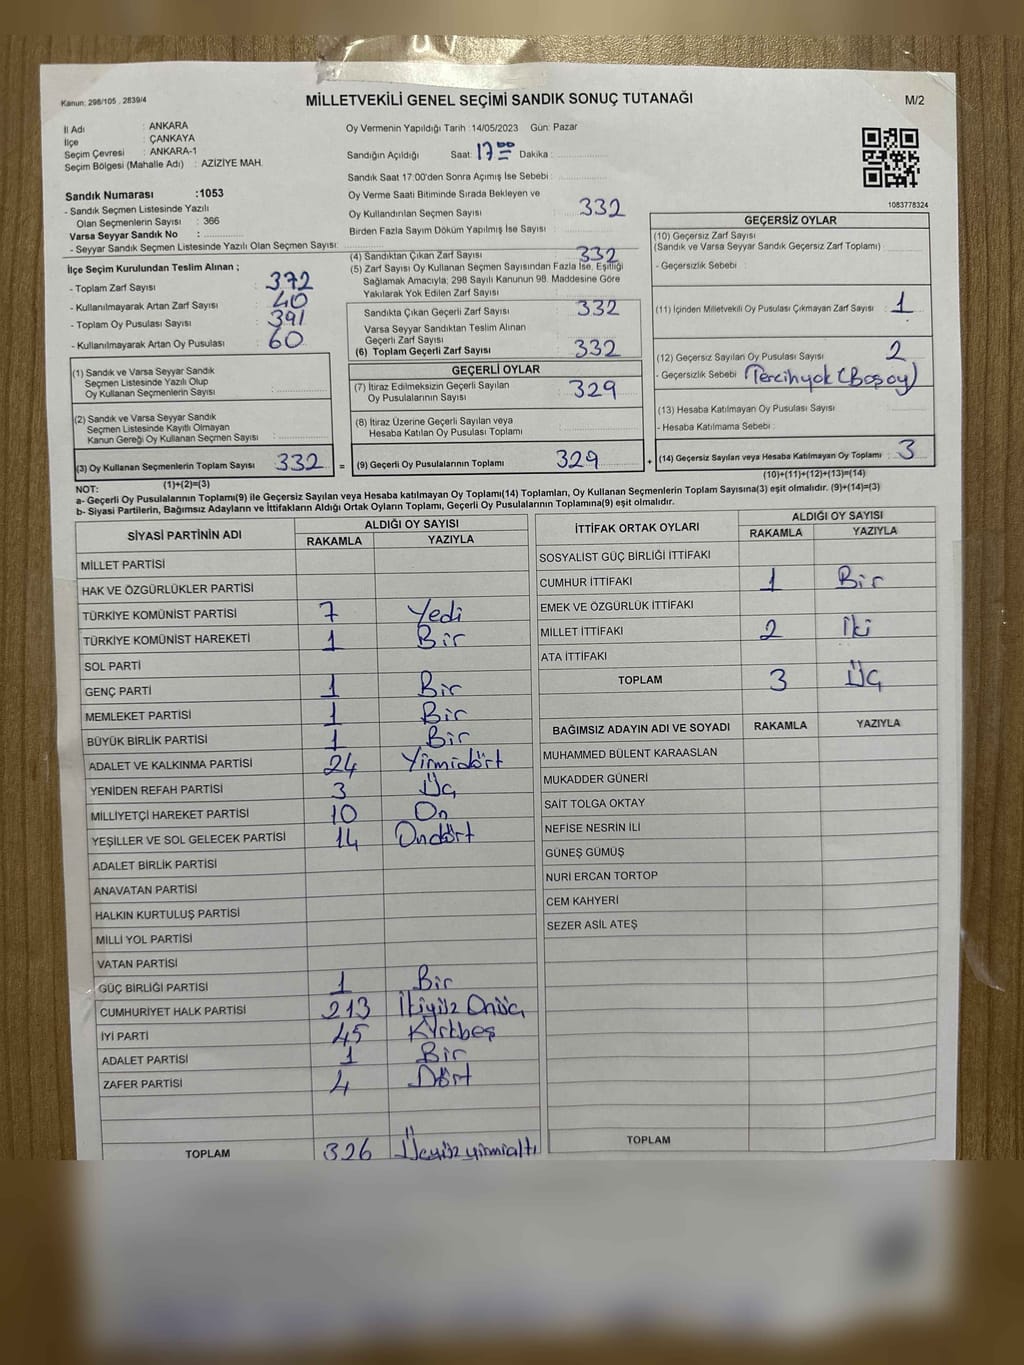 Kanun: 298/105 , 2839/4
MİLLETVEKİLİ GENEL SEÇİMİ SANDIK SONUÇ TUTANAĞI
M/2
İl Adı : ANKARA
İlçe : ÇANKAYA
Seçim Çevresi : ANKARA-1
Seçim Bölgesi (Mahalle Adı) : AZİZİYE MAH.
Sandık Numarası :1053
- Sandık Seçmen Listesinde Yazılı
Olan Seçmenlerin Sayısı : 366
Varsa Seyyar Sandık No :
- Seyyar Sandık Seçmen Listesinde Yazılı Olan Seçmen Sayısı:
Oy Vermenin Yapıldığı Tarih :14/05/2023 Gün: Pazar
Sandığın Açıldığı Saat: 17 00 Dakika :
Sandık Saat 17:00'den Sonra Açımış İse Sebebi :
Oy Verme Saati Bitiminde Sırada Bekleyen ve
Oy Kullandırılan Seçmen Sayısı : 332
Birden Fazla Sayım Döküm Yapılmış İse Sayısı :
1083778324
İlçe Seçim Kurulundan Teslim Alınan ;
- Toplam Zarf Sayısı : 372
- Kullanılmayarak Artan Zarf Sayısı : 40
- Toplam Oy Pusulası Sayısı : 391
- Kullanılmayarak Artan Oy Pusulası : 60
(1) Sandık ve Varsa Seyyar Sandık
Seçmen Listesinde Yazılı Olup
Oy Kullanan Seçmenlerin Sayısı :
(2) Sandık ve Varsa Seyyar Sandık
Seçmen Listesinde Kayıtlı Olmayan
Kanun Gereği Oy Kullanan Seçmen Sayısı :
(3) Oy Kullanan Seçmenlerin Toplam Sayısı : 332
(1)+(2)=(3)
(4) Sandıktan Çıkan Zarf Sayısı : 332
(5) Zarf Sayısı Oy Kullanan Seçmen Sayısından Fazla İse, Eşitliği
Sağlamak Amacıyla; 298 Sayılı Kanunun 98. Maddesine Göre
Yakılarak Yok Edilen Zarf Sayısı :
Sandıkta Çıkan Geçerli Zarf Sayısı : 332
Varsa Seyyar Sandıktan Teslim Alınan
Geçerli Zarf Sayısı :
(6) Toplam Geçerli Zarf Sayısı : 332
GEÇERLİ OYLAR
(7) İtiraz Edilmeksizin Geçerli Sayılan
Oy Pusulalarının Sayısı : 329
(8) İtiraz Üzerine Geçerli Sayılan veya
Hesaba Katılan Oy Pusulası Toplamı :
= (9) Geçerli Oy Pusulalarının Toplamı : 329
GEÇERSİZ OYLAR
(10) Geçersiz Zarf Sayısı
(Sandık ve Varsa Seyyar Sandık Geçersiz Zarf Toplamı) :
- Geçersizlik Sebebi :
(11) İçinden Milletvekili Oy Pusulası Çıkmayan Zarf Sayısı : 1
(12) Geçersiz Sayılan Oy Pusulası Sayısı : 2
- Geçersizlik Sebebi : Tercihyok (Boşoy)
(13) Hesaba Katılmayan Oy Pusulası Sayısı :
- Hesaba Katılmama Sebebi :
+ (14) Geçersiz Sayılan veya Hesaba Katılmayan Oy Toplamı : 3
(10)+(11)+(12)+(13)=(14)
NOT:
a- Geçerli Oy Pusulalarının Toplamı(9) ile Geçersiz Sayılan veya Hesaba katılmayan Oy Toplamı(14) Toplamları, Oy Kullanan Seçmenlerin Toplam Sayısına(3) eşit olmalıdır. (9)+(14)=(3)
b- Siyasi Partilerin, Bağımsız Adayların ve İttifakların Aldığı Ortak Oyların Toplamı, Geçerli Oy Pusulalarının Toplamına(9) eşit olmalıdır.
SİYASİ PARTİNİN ADI ALDIĞI OY SAYISI
RAKAMLA YAZIYLA
MİLLET PARTİSİ
HAK VE ÖZGÜRLÜKLER PARTİSİ
TÜRKİYE KOMÜNİST PARTİSİ 7 Yedi
TÜRKİYE KOMÜNİST HAREKETİ 1 Bir
SOL PARTİ
GENÇ PARTİ 1 Bir
MEMLEKET PARTİSİ 1 Bir
BÜYÜK BİRLİK PARTİSİ 1 Bir
ADALET VE KALKINMA PARTİSİ 24 Yirmidört
YENİDEN REFAH PARTİSİ 3 Üç
MİLLİYETÇİ HAREKET PARTİSİ 10 On
YEŞİLLER VE SOL GELECEK PARTİSİ 14 Ondört
ADALET BİRLİK PARTİSİ
ANAVATAN PARTİSİ
HALKIN KURTULUŞ PARTİSİ
MİLLİ YOL PARTİSİ
VATAN PARTİSİ
GÜÇ BİRLİĞİ PARTİSİ 1 Bir
CUMHURİYET HALK PARTİSİ 213 İkiyüz Onüç
İYİ PARTİ 45 Kırkbeş
ADALET PARTİSİ 1 Bir
ZAFER PARTİSİ 4 Dört
TOPLAM 326 Üçyüzyirmialtı
İTTİFAK ORTAK OYLARI ALDIĞI OY SAYISI
RAKAMLA YAZIYLA
SOSYALİST GÜÇ BİRLİĞİ İTTİFAKI
CUMHUR İTTİFAKI 1 Bir
EMEK VE ÖZGÜRLÜK İTTİFAKI
MİLLET İTTİFAKI 2 İki
ATA İTTİFAKI
TOPLAM 3 Üç
BAĞIMSIZ ADAYIN ADI VE SOYADI RAKAMLA YAZIYLA
MUHAMMED BÜLENT KARAASLAN
MUKADDER GÜNERİ
SAİT TOLGA OKTAY
NEFİSE NESRİN İLİ
GÜNEŞ GÜMÜŞ
NURİ ERCAN TORTOP
CEM KAHYERİ
SEZER ASİL ATEŞ
TOPLAM